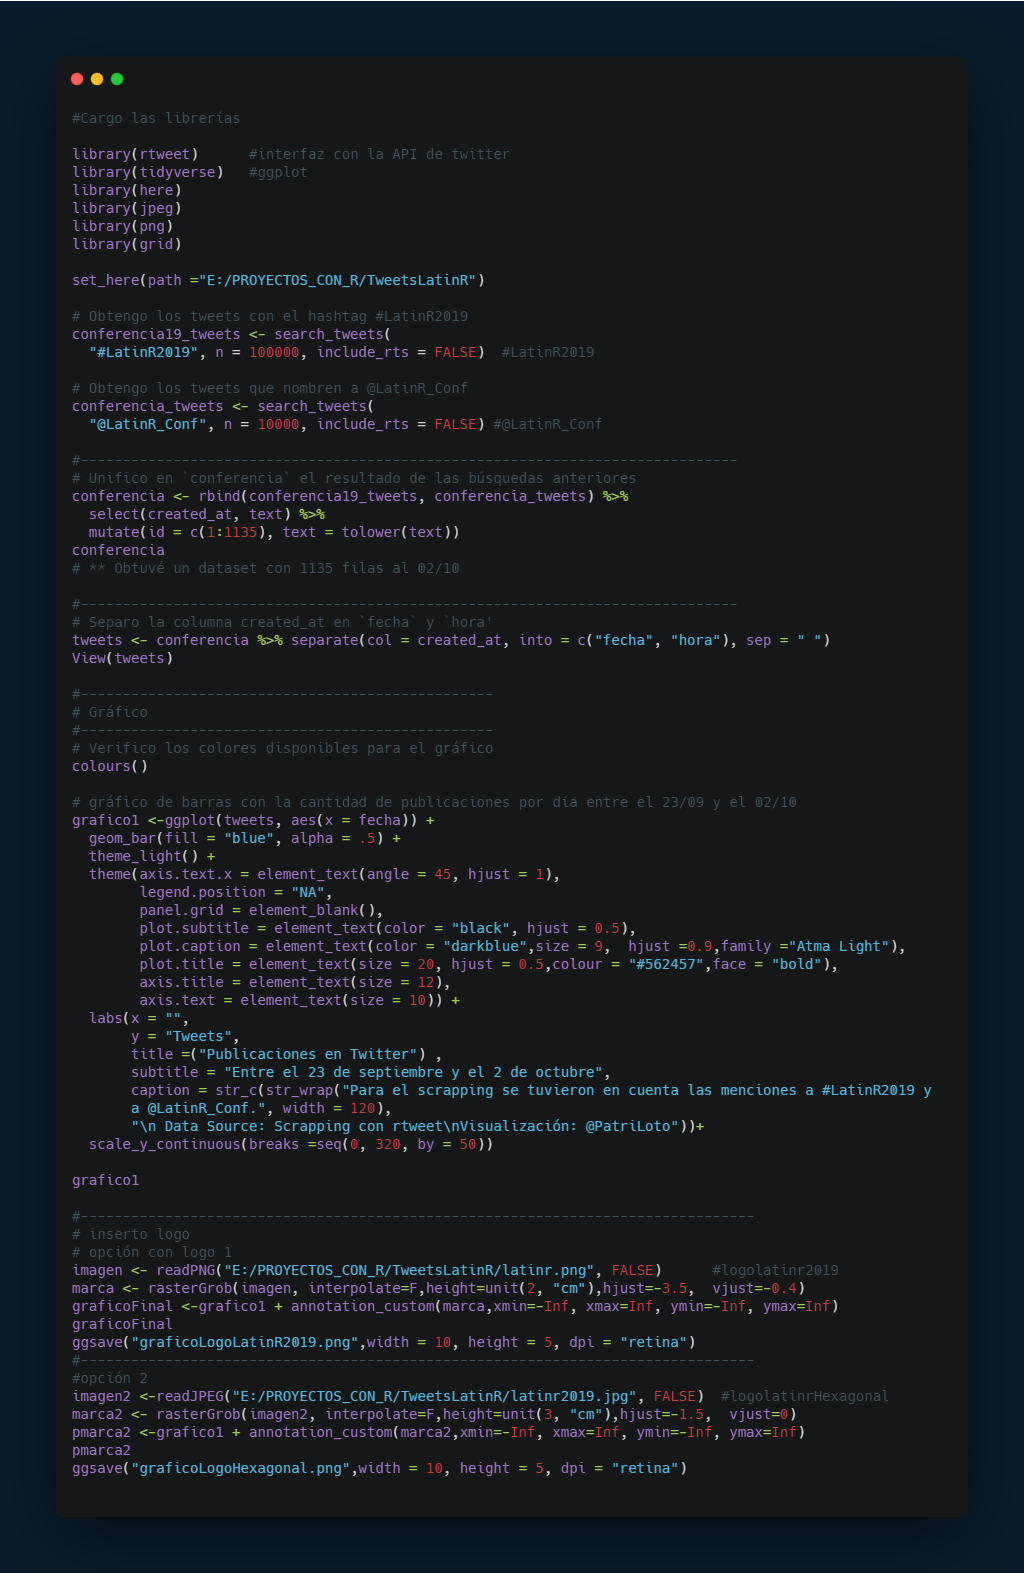 #Cargo las librerías
library(rtweet)      #interfaz con la API de twitter
library(tidyverse)   #ggplot
library(here)
library(jpeg)
library(png)
library(grid)
set_here(path ="E:/PROYECTOS_CON_R/TweetsLatinR")
# Obtengo los tweets con el hashtag #LatinR2019
conferencia19_tweets <- search_tweets(
  "#LatinR2019", n = 100000, include_rts = FALSE)  #LatinR2019
# Obtengo los tweets que nombren a @LatinR_Conf
conferencia_tweets <- search_tweets(
  "@LatinR_Conf", n = 10000, include_rts = FALSE) #@LatinR_Conf
#------------------------------------------------------------------------------
# Unifico en `conferencia` el resultado de las búsquedas anteriores
conferencia <- rbind(conferencia19_tweets, conferencia_tweets) %>%
  select(created_at, text) %>%
  mutate(id = c(1:1135), text = tolower(text))
conferencia
# ** Obtuvé un dataset con 1135 filas al 02/10
#------------------------------------------------------------------------------
# Separo la columna created_at en `fecha` y `hora'
tweets <- conferencia %>% separate(col = created_at, into = c("fecha", "hora"), sep = " ")
View(tweets)
#-------------------------------------------------
# Gráfico
#-------------------------------------------------
# Verifico los colores disponibles para el gráfico
colours()
# gráfico de barras con la cantidad de publicaciones por día entre el 23/09 y el 02/10
grafico1 <-ggplot(tweets, aes(x = fecha)) +
  geom_bar(fill = "blue", alpha = .5) +
  theme_light() +
  theme(axis.text.x = element_text(angle = 45, hjust = 1),
        legend.position = "NA",
        panel.grid = element_blank(),
        plot.subtitle = element_text(color = "black", hjust = 0.5),
        plot.caption = element_text(color = "darkblue",size = 9,  hjust =0.9,family ="Atma Light"),
        plot.title = element_text(size = 20, hjust = 0.5,colour = "#562457",face = "bold"),
        axis.title = element_text(size = 12),
        axis.text = element_text(size = 10)) +
  labs(x = "",
       y = "Tweets",
       title =("Publicaciones en Twitter") ,
       subtitle = "Entre el 23 de septiembre y el 2 de octubre",
       caption = str_c(str_wrap("Para el scrapping se tuvieron en cuenta las menciones a #LatinR2019 y
       a @LatinR_Conf.", width = 120),
       "\n Data Source: Scrapping con rtweet\nVisualización: @PatriLoto"))+
  scale_y_continuous(breaks =seq(0, 320, by = 50))
grafico1
#--------------------------------------------------------------------------------
# inserto logo
# opción con logo 1
imagen <- readPNG("E:/PROYECTOS_CON_R/TweetsLatinR/latinr.png", FALSE)      #logolatinr2019
marca <- rasterGrob(imagen, interpolate=F,height=unit(2, "cm"),hjust=-3.5,  vjust=-0.4)
graficoFinal <-grafico1 + annotation_custom(marca,xmin=-Inf, xmax=Inf, ymin=-Inf, ymax=Inf)
graficoFinal
ggsave("graficoLogoLatinR2019.png",width = 10, height = 5, dpi = "retina")
#--------------------------------------------------------------------------------
#opción 2
imagen2 <-readJPEG("E:/PROYECTOS_CON_R/TweetsLatinR/latinr2019.jpg", FALSE)  #logolatinrHexagonal
marca2 <- rasterGrob(imagen2, interpolate=F,height=unit(3, "cm"),hjust=-1.5,  vjust=0)
pmarca2 <-grafico1 + annotation_custom(marca2,xmin=-Inf, xmax=Inf, ymin=-Inf, ymax=Inf)
pmarca2
ggsave("graficoLogoHexagonal.png",width = 10, height = 5, dpi = "retina")